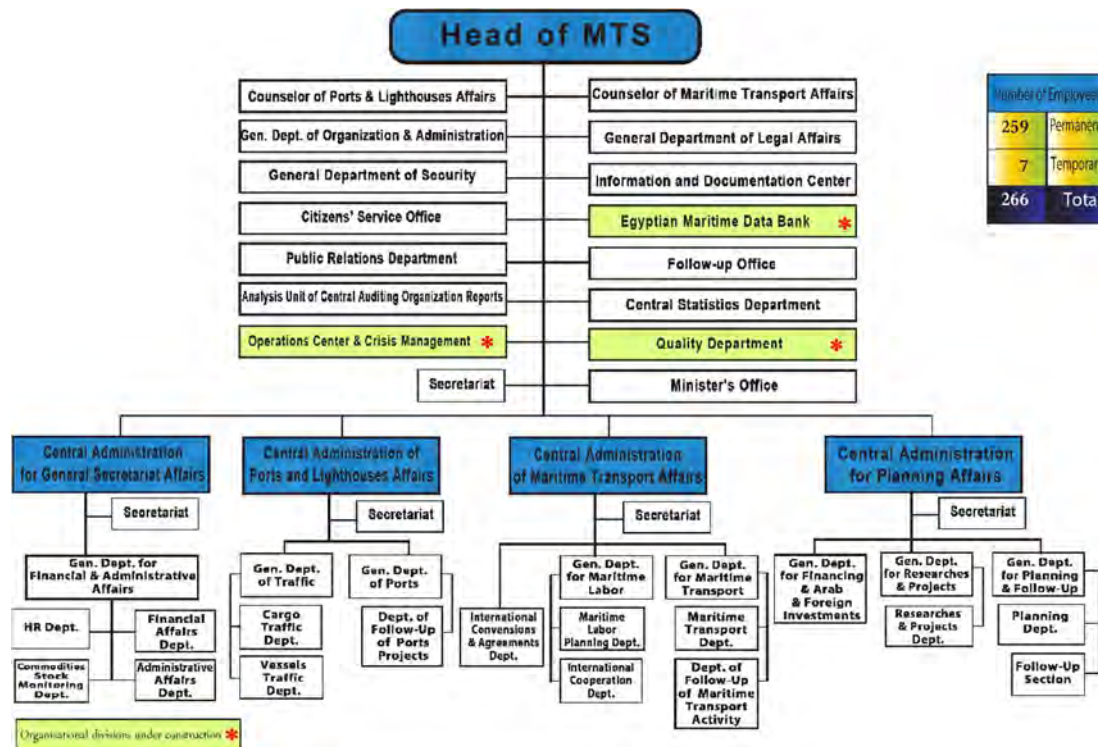 Head of MTS
Counselor of Ports & Lighthouses Affairs
Counselor of Maritime Transport Affairs
Gen. Dept. of Organization & Administration
General Department of Legal Affairs
General Department of Security
Information and Documentation Center
Citizens' Service Office
Egyptian Maritime Data Bank *
Public Relations Department
Follow-up Office
Analysis Unit of Central Auditing Organization Reports
Central Statistics Department
Operations Center & Crisis Management *
Quality Department *
Secretariat
Minister's Office
Number of Employees
259 Permanen
7 Temporar
266 Tota
Central Administration
for General Secretariat Affairs
Secretariat
Gen. Dept. for
Financial & Administrative
Affairs
HR Dept.
Financial
Affairs
Dept.
Commodities
Stock
Monitoring
Dept.
Administrative
Affairs
Dept.
Central Administration of
Ports and Lighthouses Affairs
Secretariat
Gen. Dept.
of Traffic
Cargo
Traffic
Dept.
Vessels
Traffic Dept.
Gen. Dept.
of Ports
Dept. of
Follow-Up
of Ports
Projects
Central Administration
of Maritime Transport Affairs
Secretariat
International
Convensions
& Agreements
Dept.
Gen. Dept.
for Maritime
Labor
Maritime
Labor
Planning Dept.
International
Cooperation
Dept.
Gen. Dept.
for Maritime
Transport
Maritime
Transport
Dept.
Dept. of
Follow-Up
of Maritime
Transport
Activity
Central Administration
for Planning Affairs
Secretariat
Gen. Dept.
for Financing
& Arab
& Foreign
Investments
Gen. Dept.
for Researches
& Projects
Researches
& Projects
Dept.
Gen. Dept.
for Planning
& Follow-Up
Planning
Dept.
Follow-Up
Section
Organisational divisions under construction *